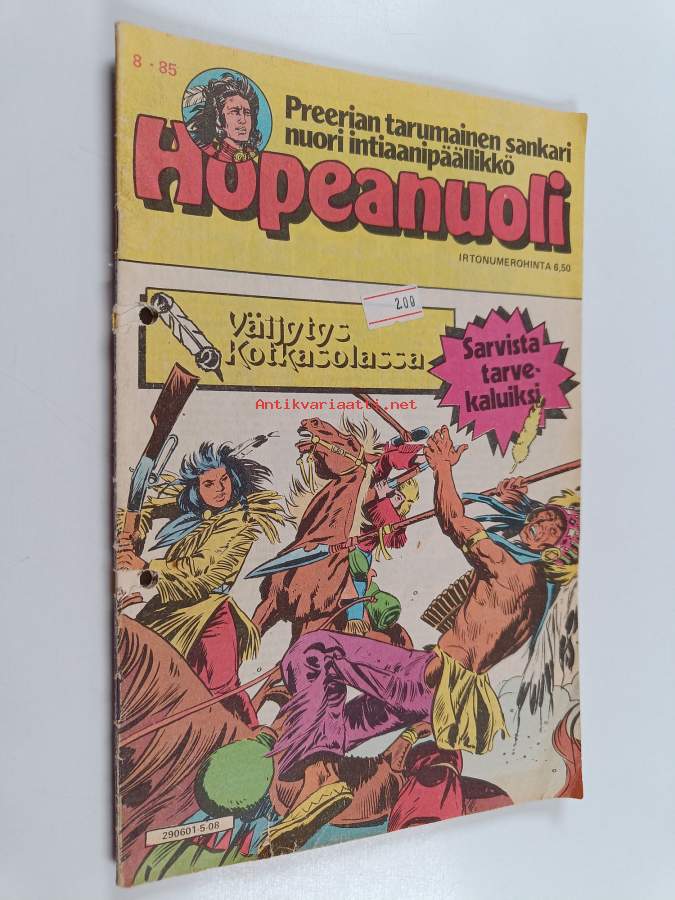 8 - 85
Preerian tarumainen sankari
nuori intiaanipäällikkö
Hopeanuoli
IRTONUMEROHINTA 6,50
2.00
Väijytys
Kotkasolassa
Sarvista
tarve-
kaluiksi
Antikvariaatti.net
290601-5-08